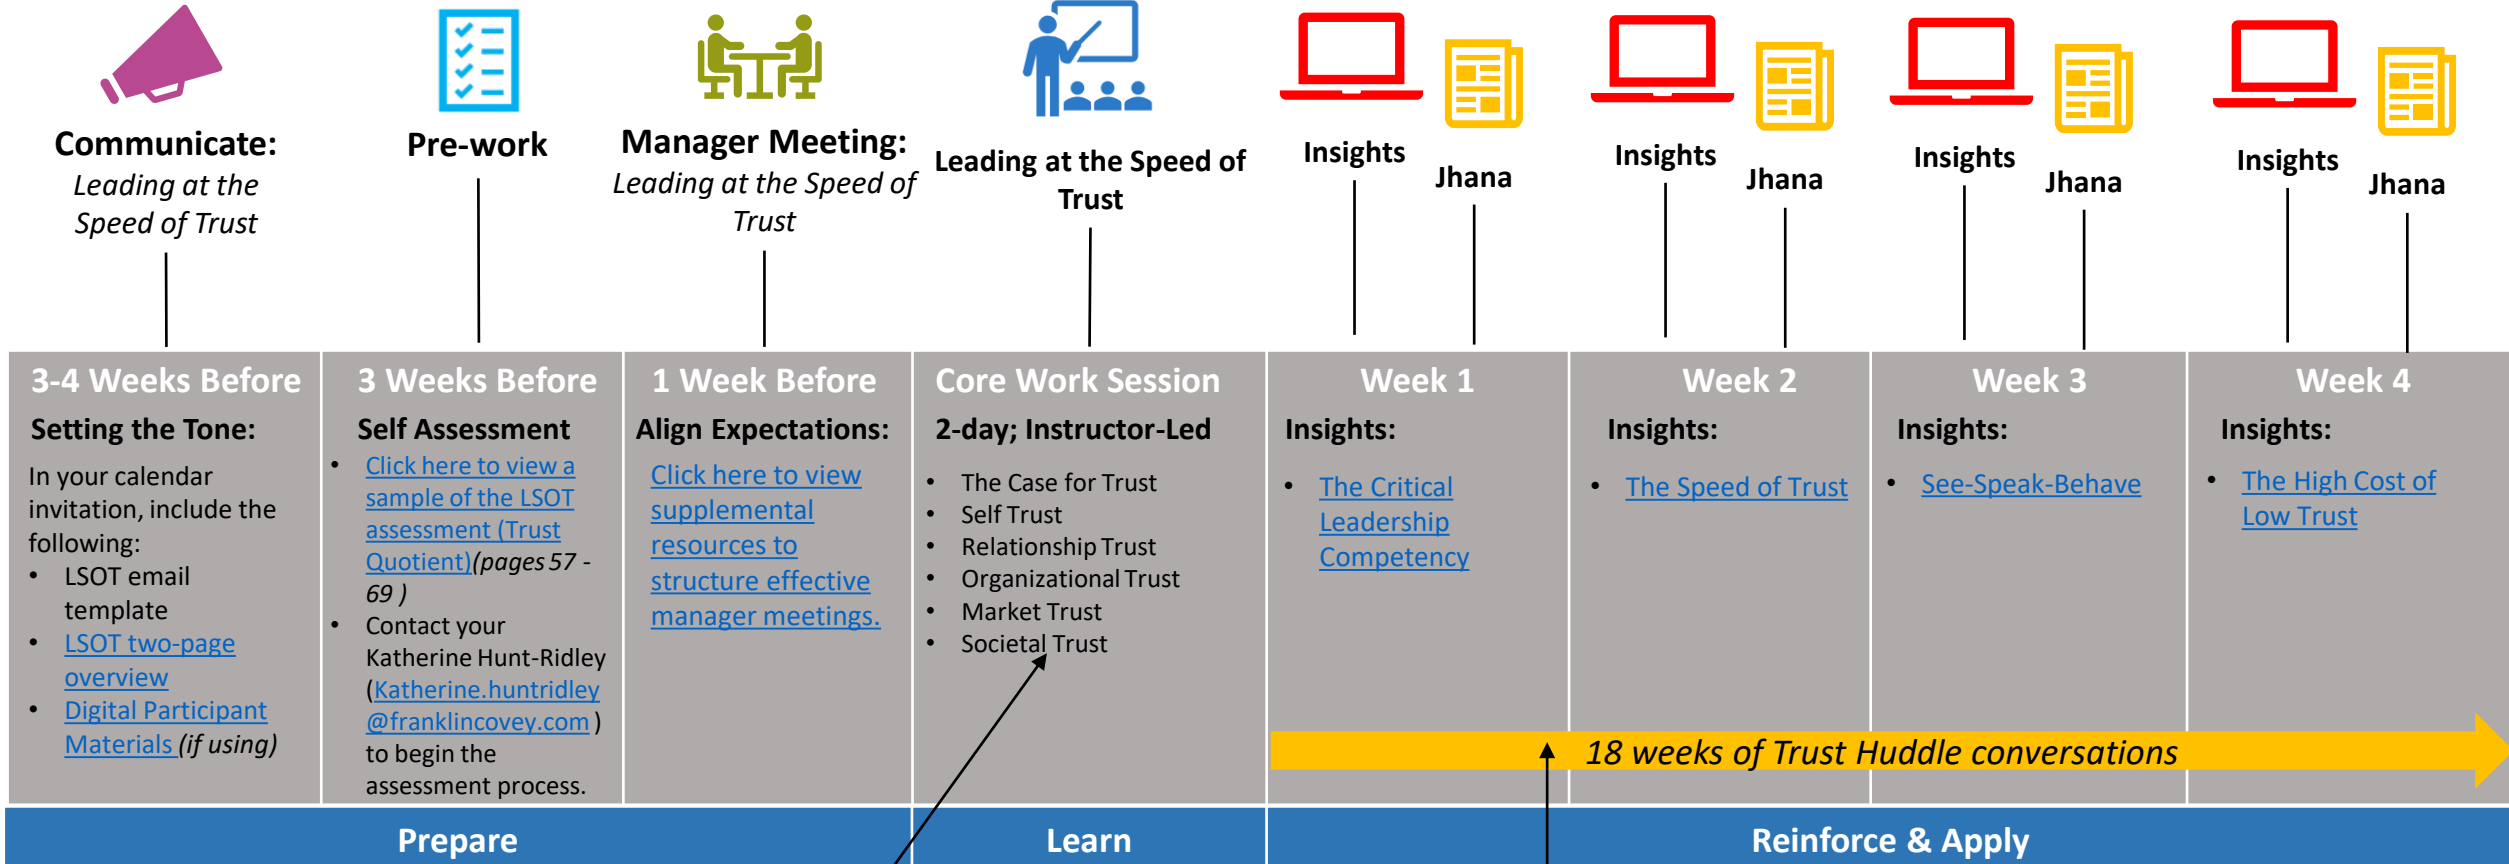 Communicate:
Leading at the
Speed of Trust
Pre-work
Manager Meeting:
Leading at the Speed of
Trust
Leading at the Speed of
Trust
Insights
Jhana
Insights
Jhana
Insights
Jhana
Insights
Jhana
3-4 Weeks Before
Setting the Tone:
In your calendar
invitation, include the
following:
• LSOT email
template
• LSOT two-page
overview
• Digital Participant
Materials (if using)
3 Weeks Before
Self Assessment
• Click here to view a
sample of the LSOT
assessment (Trust
Quotient)(pages 57 -
69 )
• Contact your
Katherine Hunt-Ridley
(Katherine.huntridley
@franklincovey.com )
to begin the
assessment process.
1 Week Before
Align Expectations:
Click here to view
supplemental
resources to
structure effective
manager meetings.
Core Work Session
2-day; Instructor-Led
• The Case for Trust
• Self Trust
• Relationship Trust
• Organizational Trust
• Market Trust
• Societal Trust
Week 1
Insights:
• The Critical
Leadership
Competency
Week 2
Insights:
• The Speed of Trust
Week 3
Insights:
• See-Speak-Behave
Week 4
Insights:
• The High Cost of
Low Trust
18 weeks of Trust Huddle conversations
Prepare
Learn
Reinforce & Apply